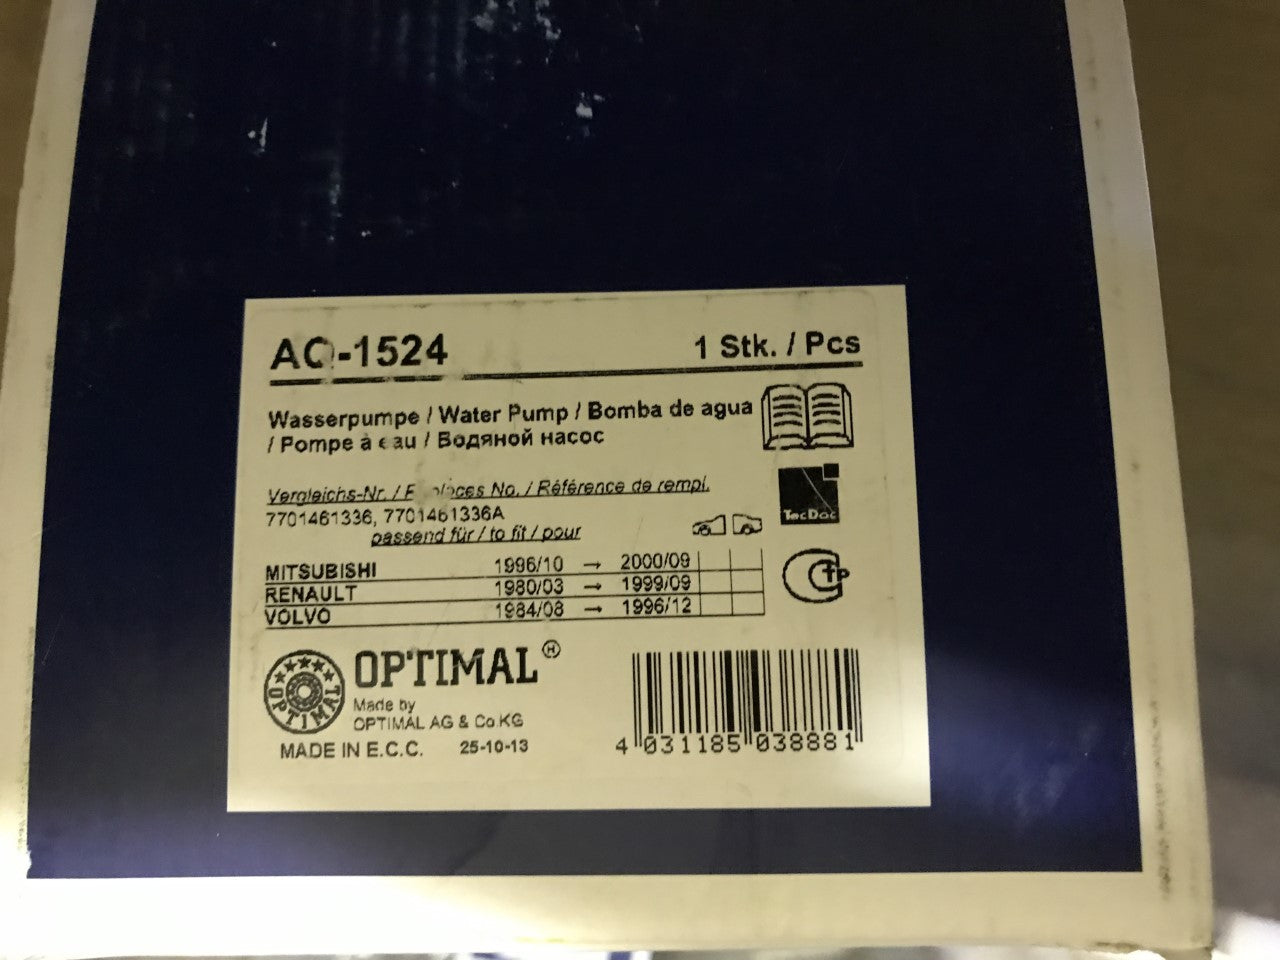 AQ-1524
1 Stk. / Pcs
Wasserpumpe / Water Pump / Bomba de agua
/ Pompe à eau / Водяной насос
Vergleichs-Nr. / Replaces No. / Référence de rempl.
7701461336, 7701461336A
passend für / to fit / pour
MITSUBISHI 1996/10 → 2000/09
RENAULT 1980/03 → 1999/09
VOLVO 1984/08 → 1996/12
TecDoc
OPTIMAL
OPTIMAL®
Made by
OPTIMAL AG & Co.KG
MADE IN E.C.C. 25-10-13
4 031185 038881